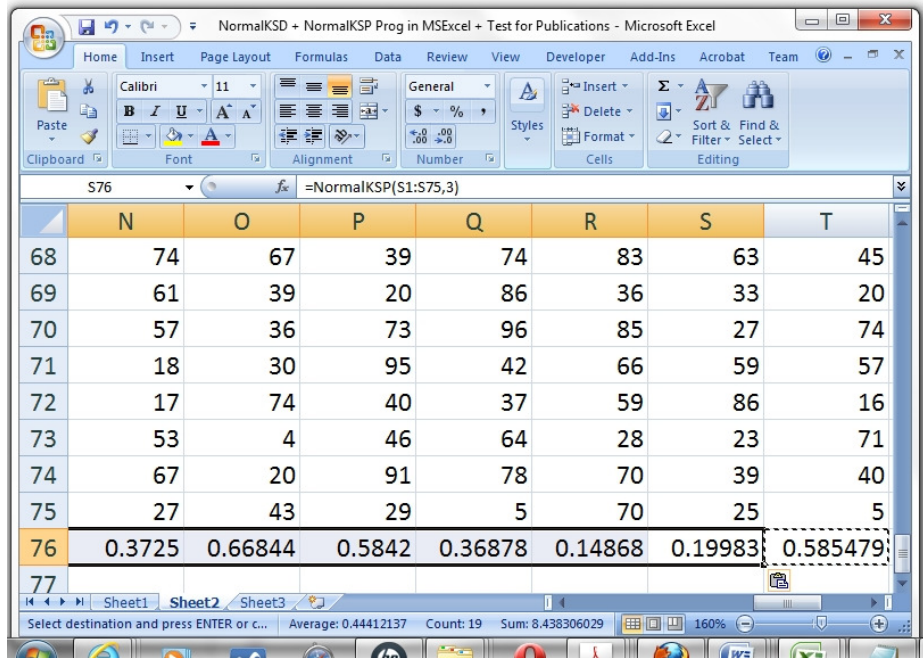 NormalKSD + NormalKSP Prog in MSExcel + Test for Publications - Microsoft Excel
Home Insert Page Layout Formulas Data Review View Developer Add-Ins Acrobat Team
Calibri 11 General Insert Σ
B I U A A $ % , Delete
Paste Styles Format Sort & Find &
Filter Select
Clipboard Font Alignment Number Cells Editing
S76 fx =NormalKSP(S1:S75,3)
N O P Q R S T
68 74 67 39 74 83 63 45
69 61 39 20 86 36 33 20
70 57 36 73 96 85 27 74
71 18 30 95 42 66 59 57
72 17 74 40 37 59 86 16
73 53 4 46 64 28 23 71
74 67 20 91 78 70 39 40
75 27 43 29 5 70 25 5
76 0.3725 0.66844 0.5842 0.36878 0.14868 0.19983 0.585479
77
Sheet1 Sheet2 Sheet3
Select destination and press ENTER or c... Average: 0.44412137 Count: 19 Sum: 8.438306029 160%